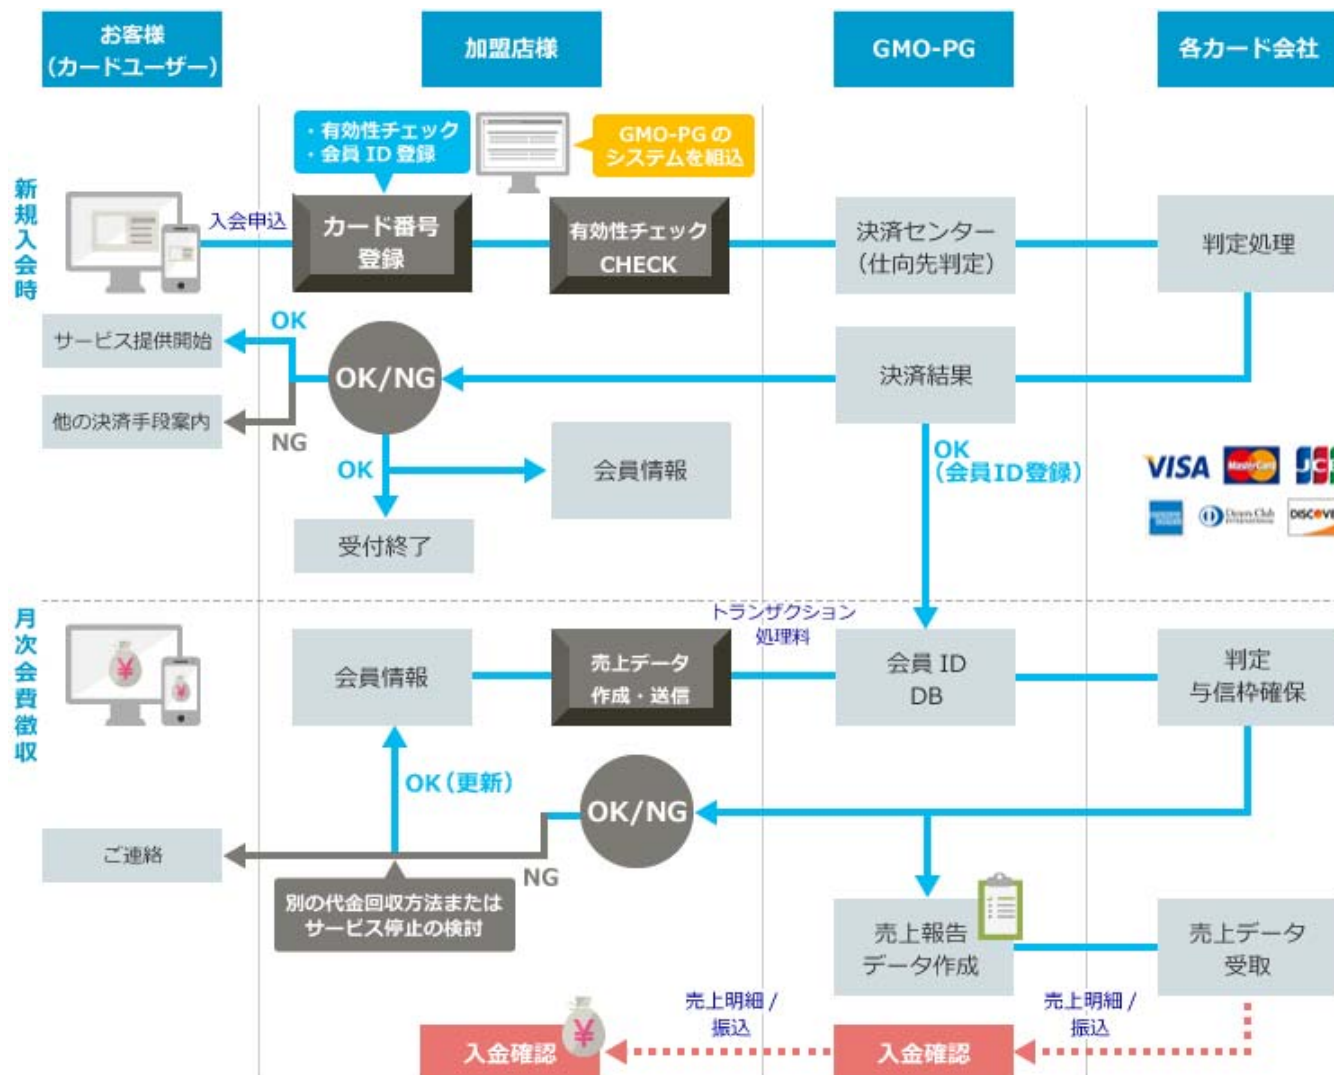 お客様
（カードユーザー）
加盟店様
GMO-PG
各カード会社
・有効性チェック
・会員 ID 登録
GMO-PG の
システムを組込
新規入会時
入会申込
カード番号
登録
有効性チェック
CHECK
決済センター
（仕向先判定）
判定処理
サービス提供開始
OK
OK/NG
決済結果
他の決済手段案内
NG
OK
会員情報
OK
（会員ID登録）
VISA
MasterCard
JCB
AMERICAN EXPRESS
Diners Club
INTERNATIONAL
DISCOVE
受付終了
月次会費徴収
トランザクション
処理料
会員情報
売上データ
作成・送信
会員 ID
DB
判定
与信枠確保
OK（更新）
OK/NG
ご連絡
NG
別の代金回収方法または
サービス停止の検討
売上報告
データ作成
売上データ
受取
売上明細 /
振込
売上明細 /
振込
入金確認
入金確認